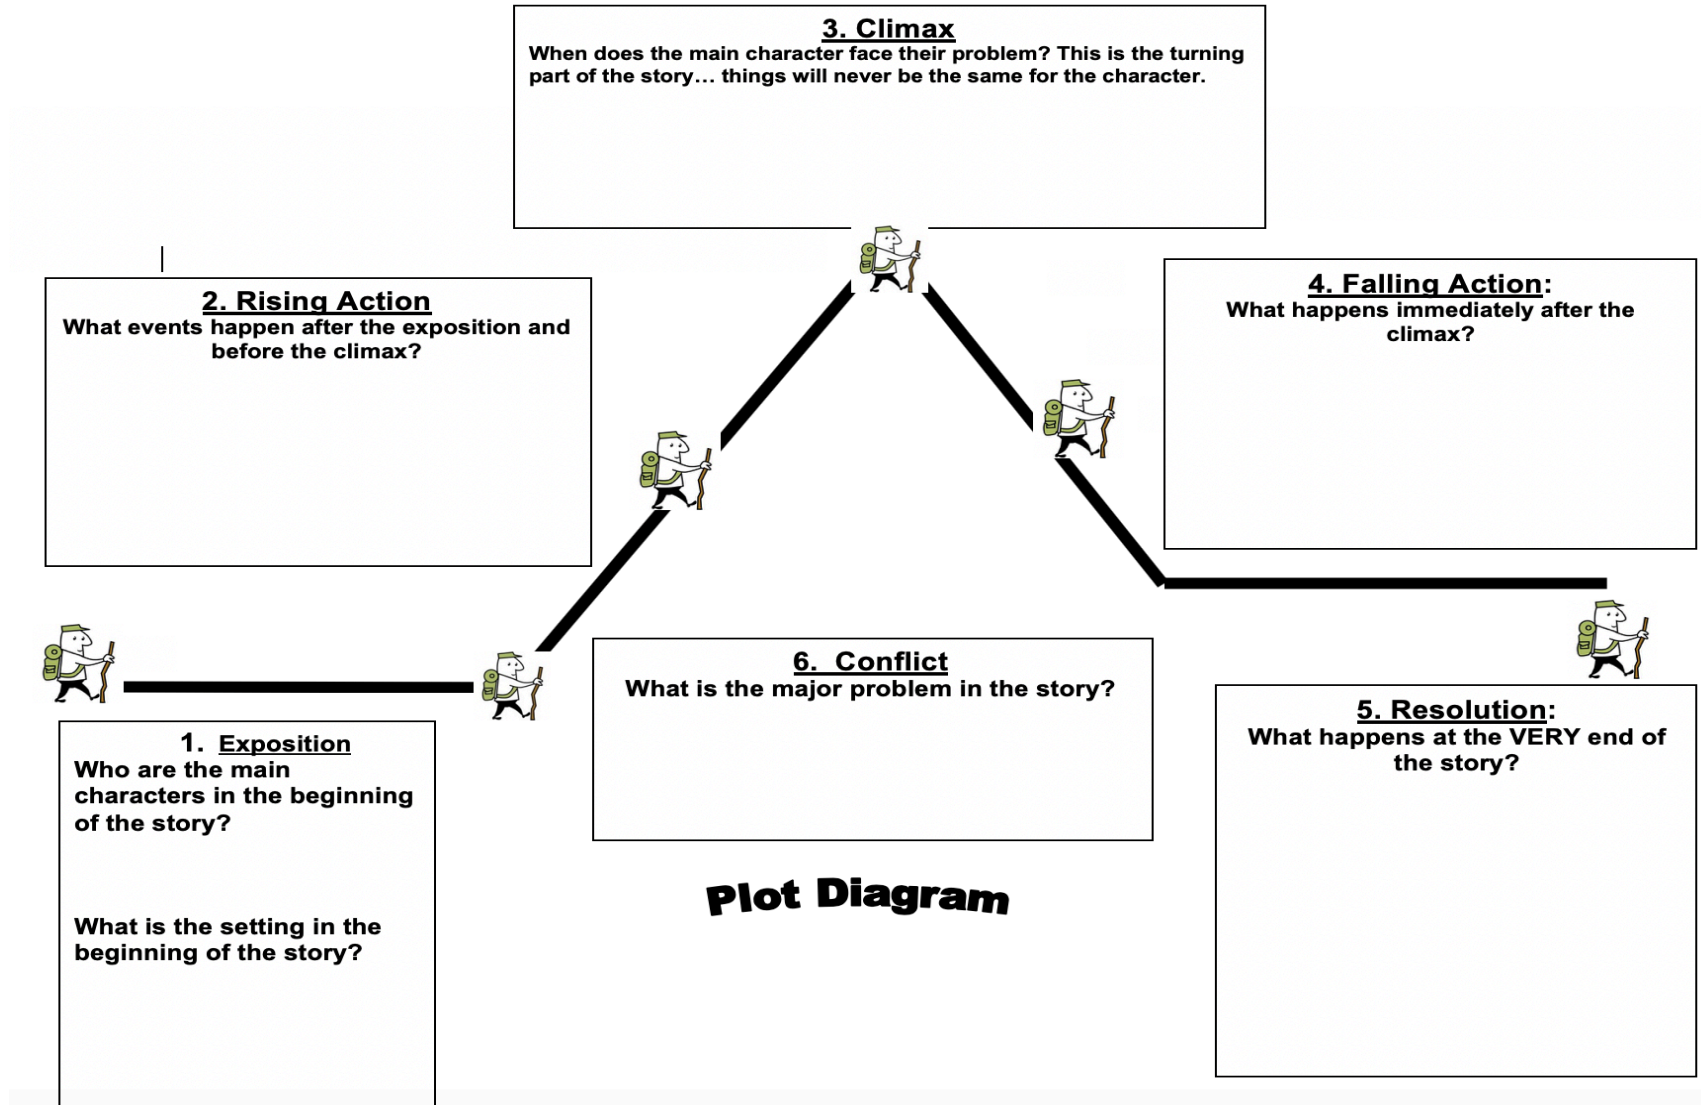 3. Climax
When does the main character face their problem? This is the turning
part of the story... things will never be the same for the character.
2. Rising Action
What events happen after the exposition and
before the climax?
4. Falling Action:
What happens immediately after the
climax?
6. Conflict
What is the major problem in the story?
5. Resolution:
What happens at the VERY end of
the story?
1. Exposition
Who are the main
characters in the beginning
of the story?
What is the setting in the
beginning of the story?
Plot Diagram